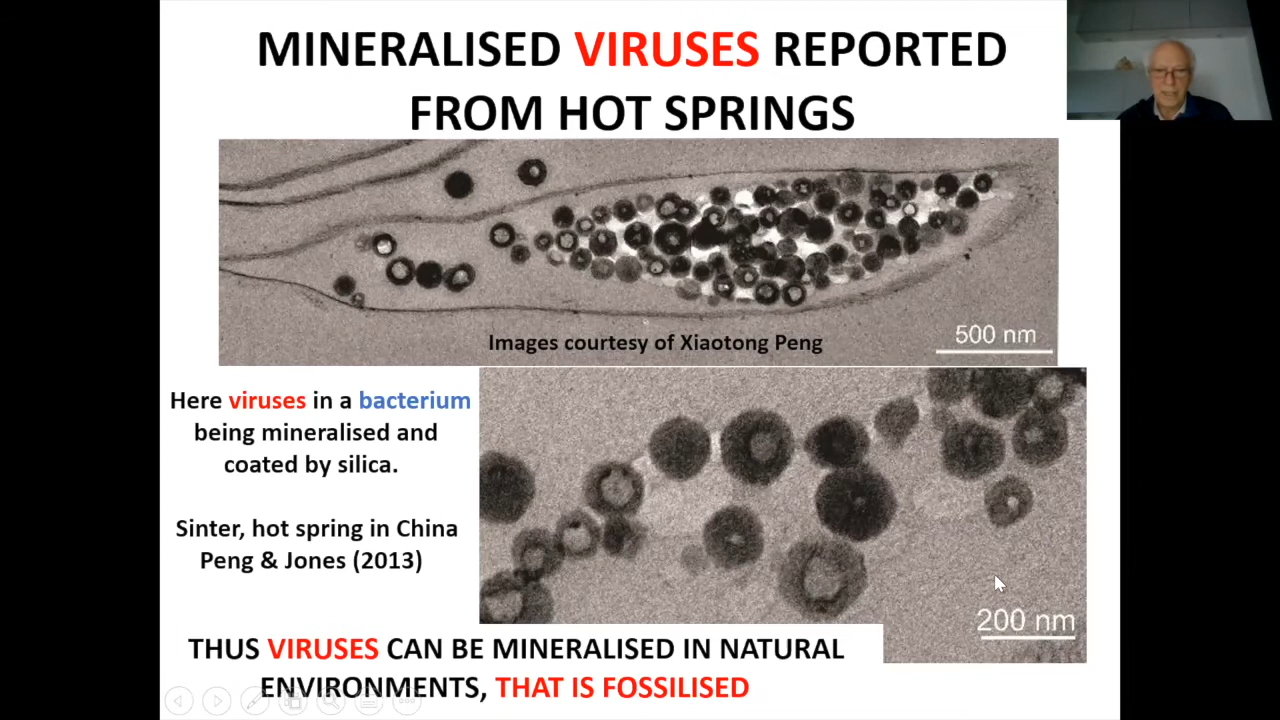 MINERALISED VIRUSES REPORTED
FROM HOT SPRINGS
Images courtesy of Xiaotong Peng
500 nm
Here viruses in a bacterium
being mineralised and
coated by silica.
Sinter, hot spring in China
Peng & Jones (2013)
200 nm
THUS VIRUSES CAN BE MINERALISED IN NATURAL
ENVIRONMENTS, THAT IS FOSSILISED